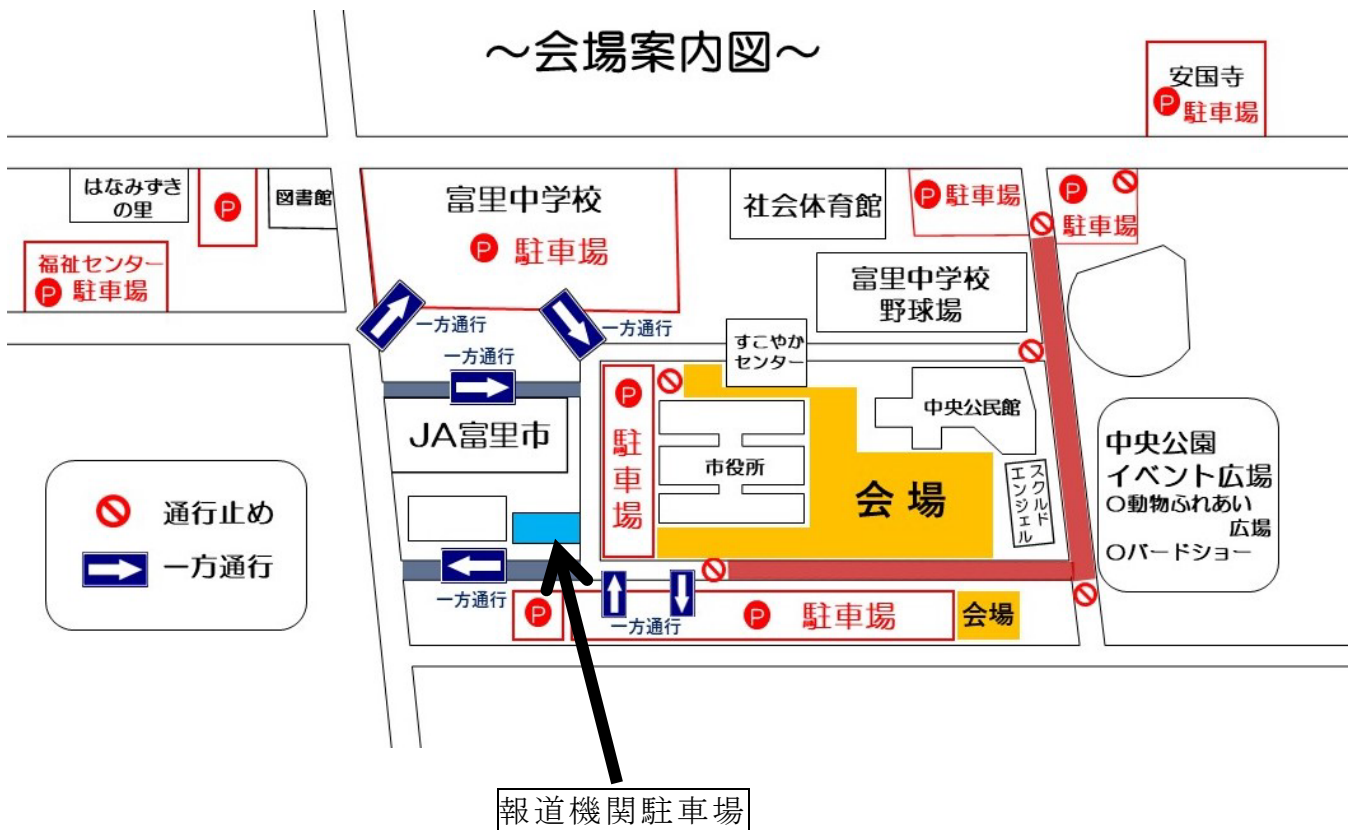 ～会場案内図～
安国寺
P 駐車場
はなみずき
の里
P
図書館
富里中学校
P 駐車場
社会体育館
P 駐車場
P
駐車場
福祉センター
P 駐車場
富里中学校
野球場
一方通行
一方通行
一方通行
すこやか
センター
P
駐車場
JA富里市
市役所
中央公民館
会場
スクルド
エンジェル
中央公園
イベント広場
○動物ふれあい
広場
○バードショー
通行止め
一方通行
一方通行
P
一方通行
P 駐車場
会場
報道機関駐車場